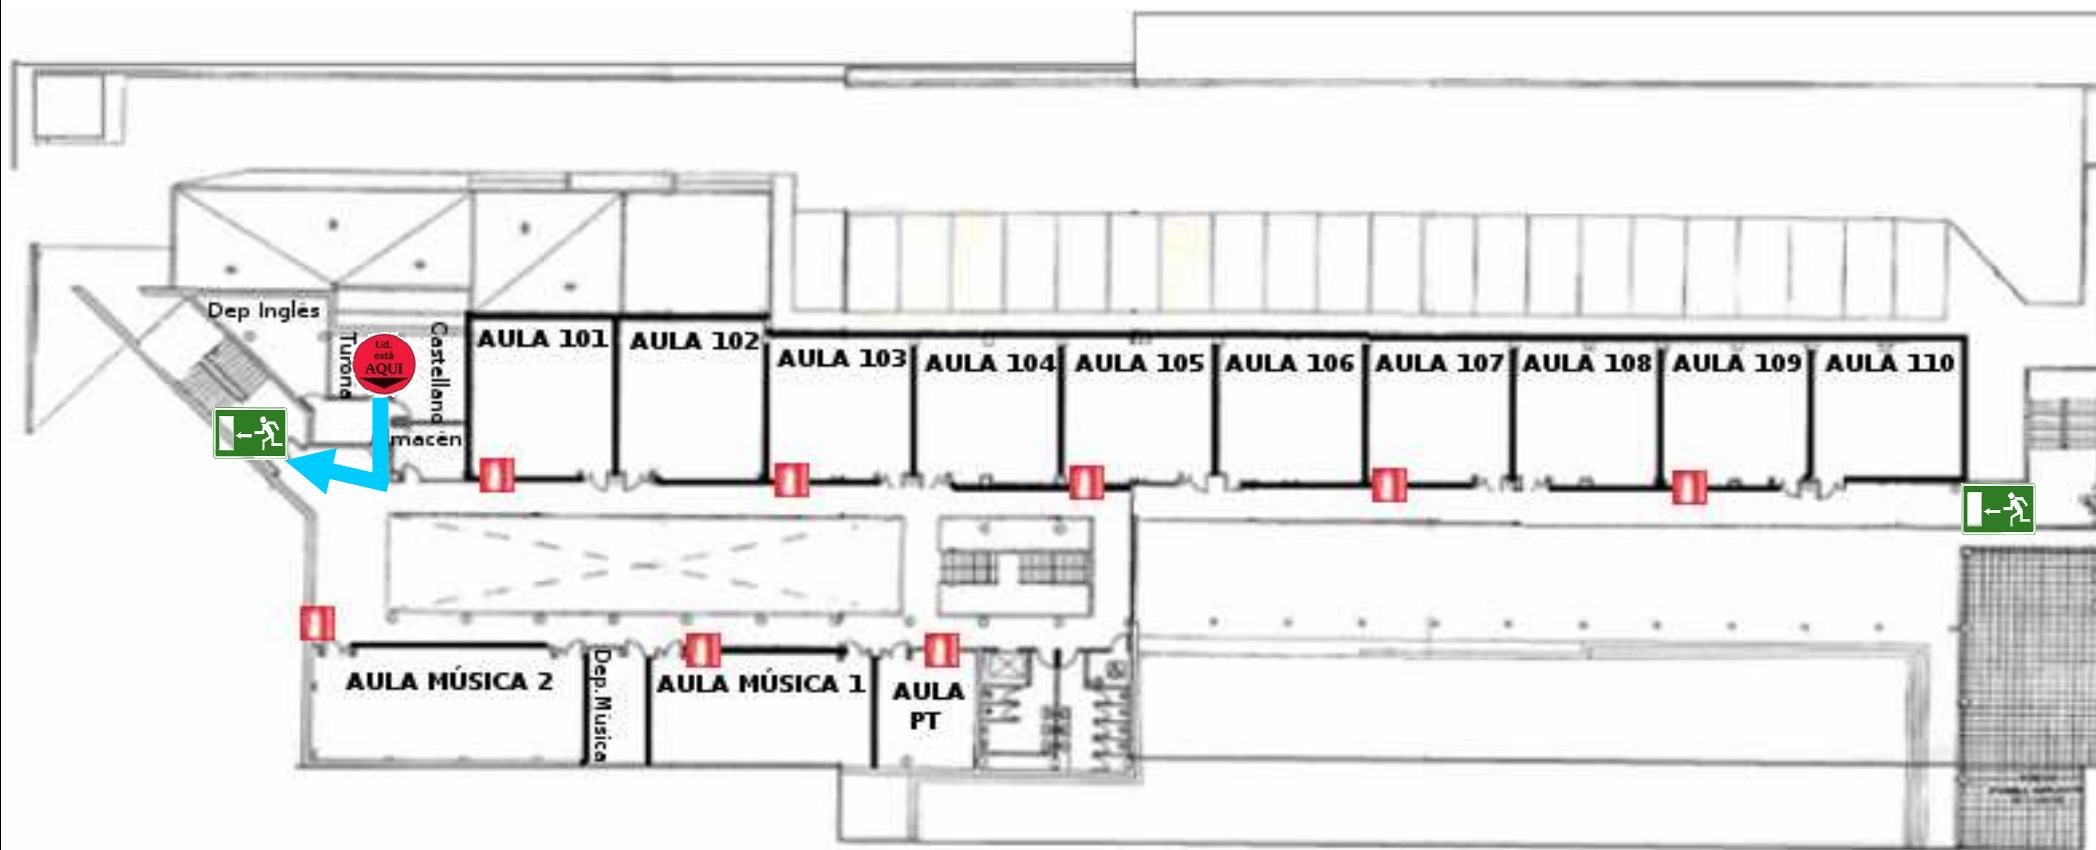 Dep Inglés
Turona
Ud.
está
AQUI
Castellano
macén
AULA 101
AULA 102
AULA 103
AULA 104
AULA 105
AULA 106
AULA 107
AULA 108
AULA 109
AULA 110
AULA MÚSICA 2
Dep.Música
AULA MÚSICA 1
AULA
PT